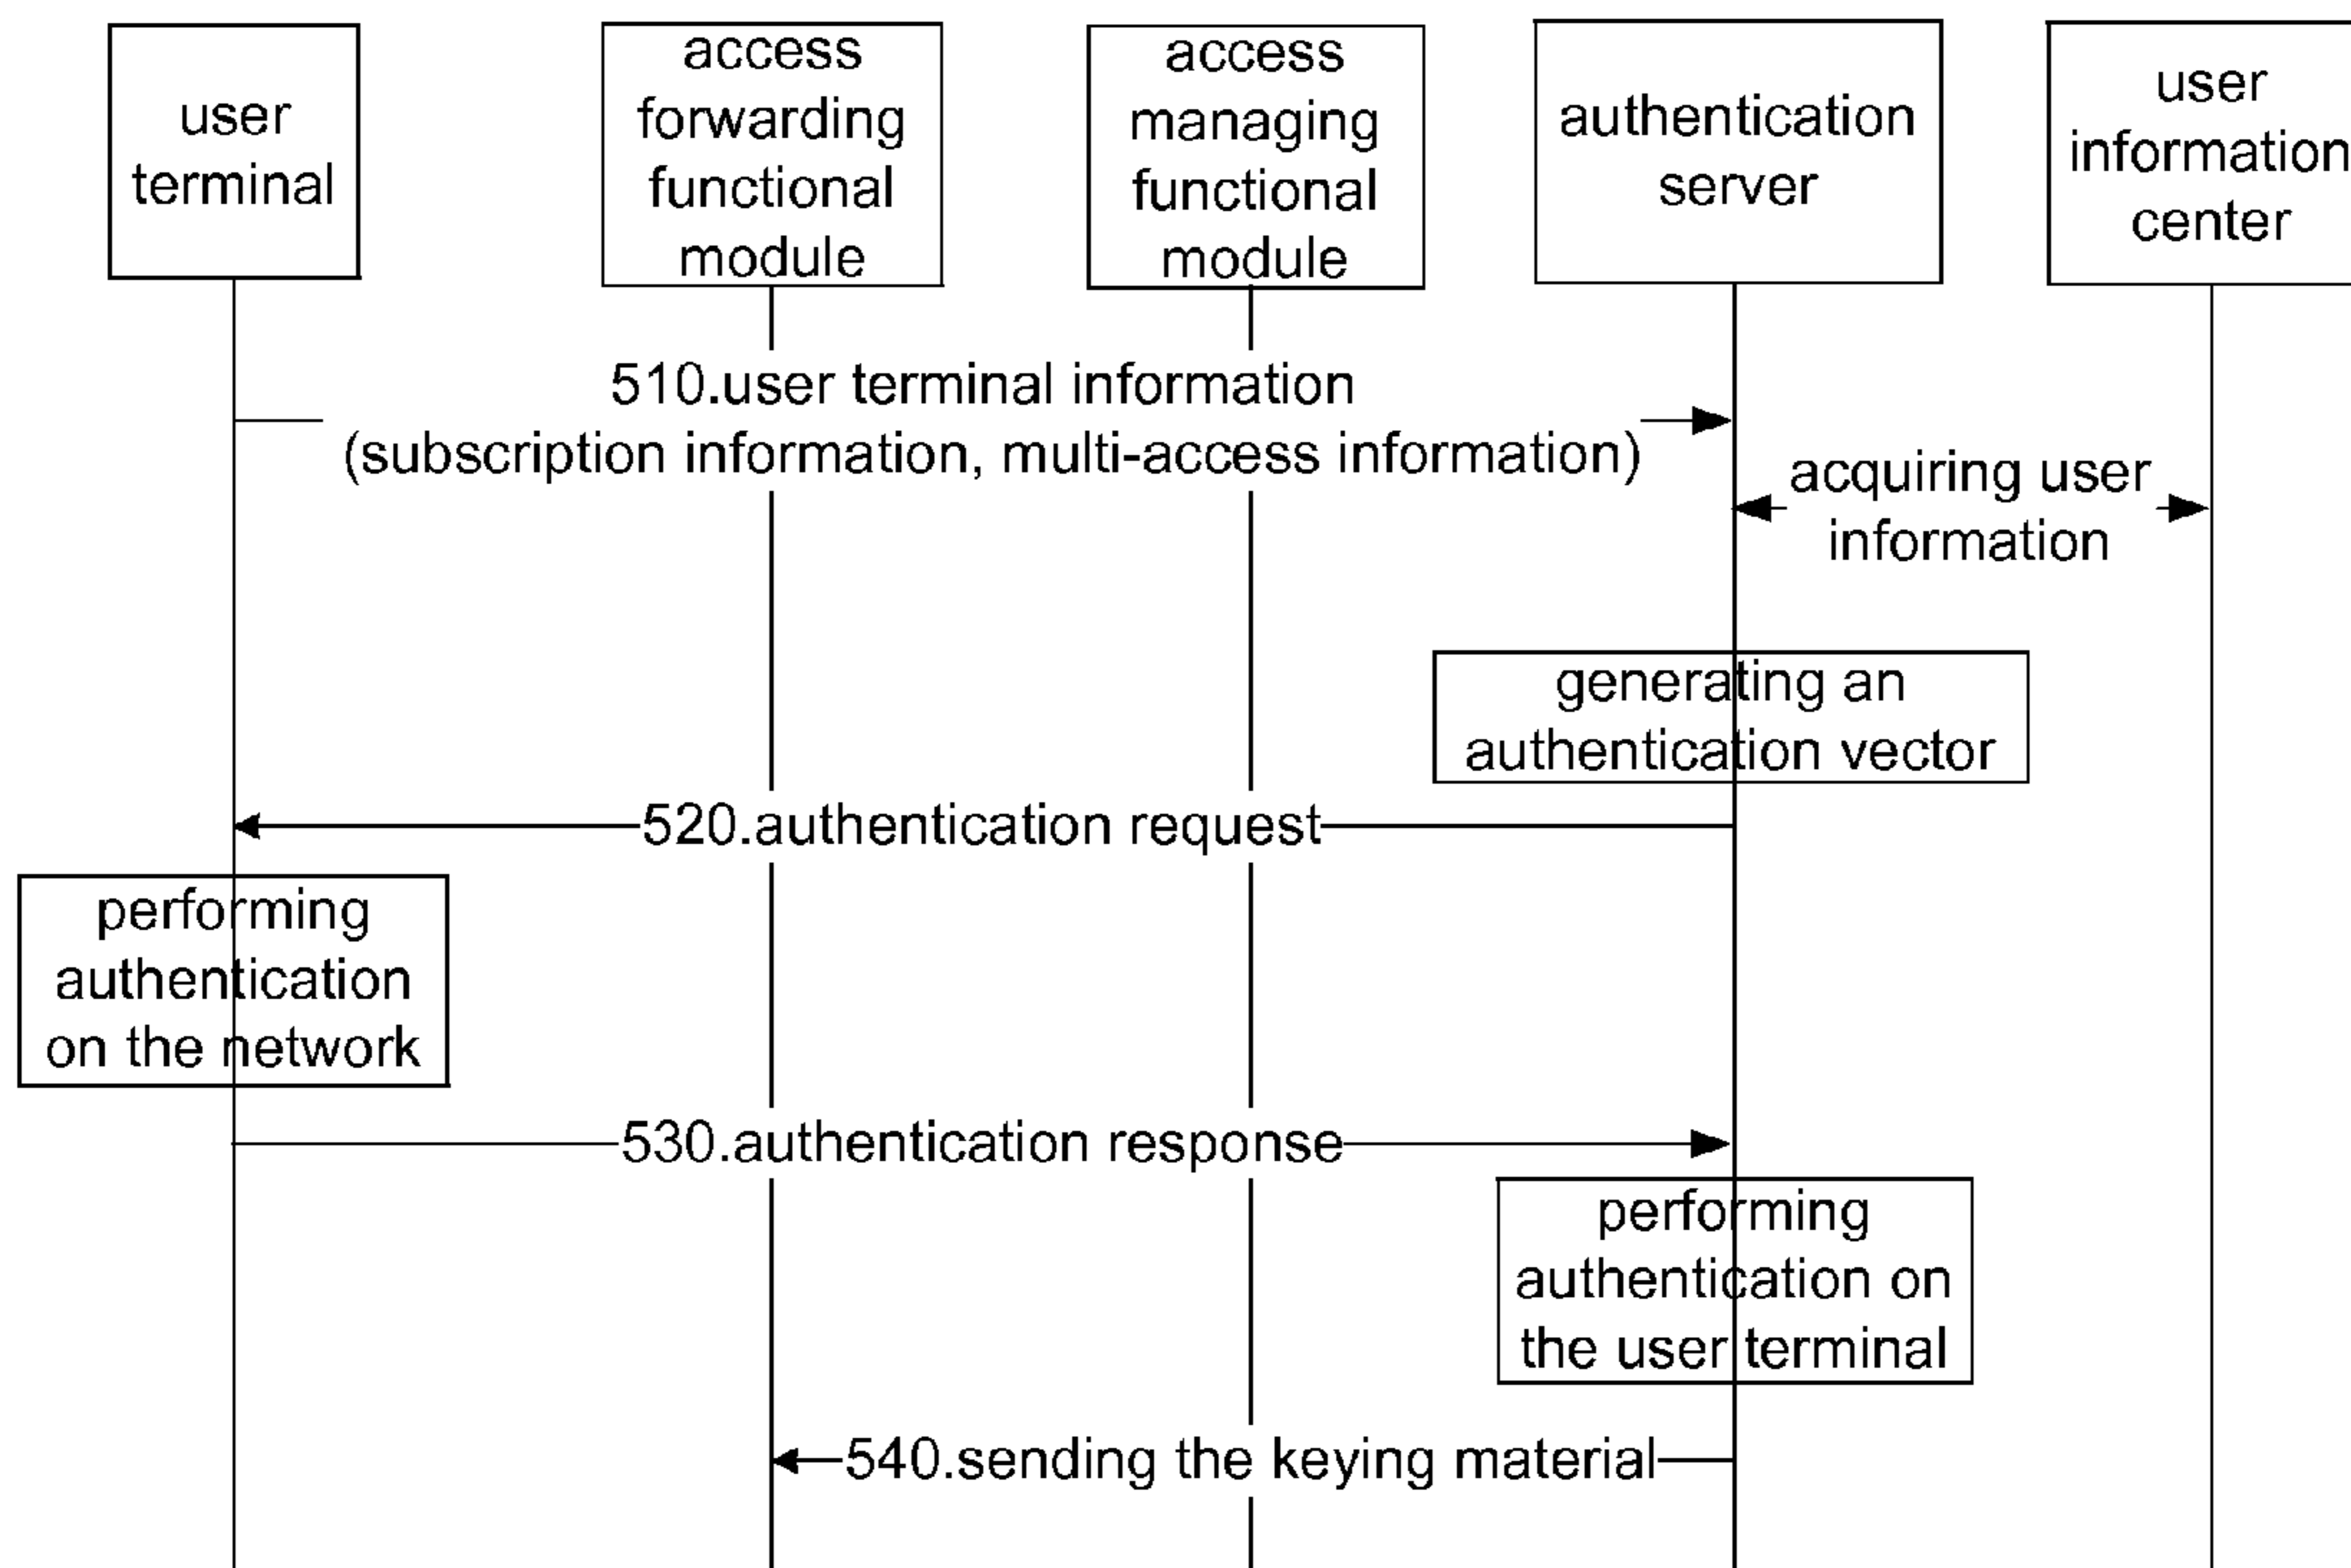 user
terminal
access
forwarding
functional
module
access
managing
functional
module
authentication
server
user
information
center
510.user terminal information
(subscription information, multi-access information)
acquiring user
information
generating an
authentication vector
520.authentication request
performing
authentication
on the network
530.authentication response
performing
authentication on
the user terminal
540.sending the keying material